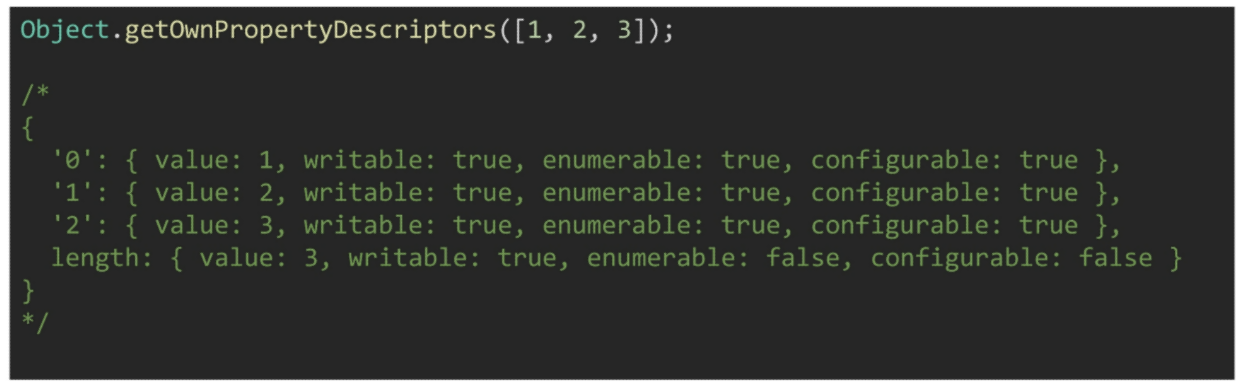 Object.getOwnPropertyDescriptors([1, 2, 3]);
/*
{
  '0': { value: 1, writable: true, enumerable: true, configurable: true },
  '1': { value: 2, writable: true, enumerable: true, configurable: true },
  '2': { value: 3, writable: true, enumerable: true, configurable: true },
  length: { value: 3, writable: true, enumerable: false, configurable: false }
}
*/